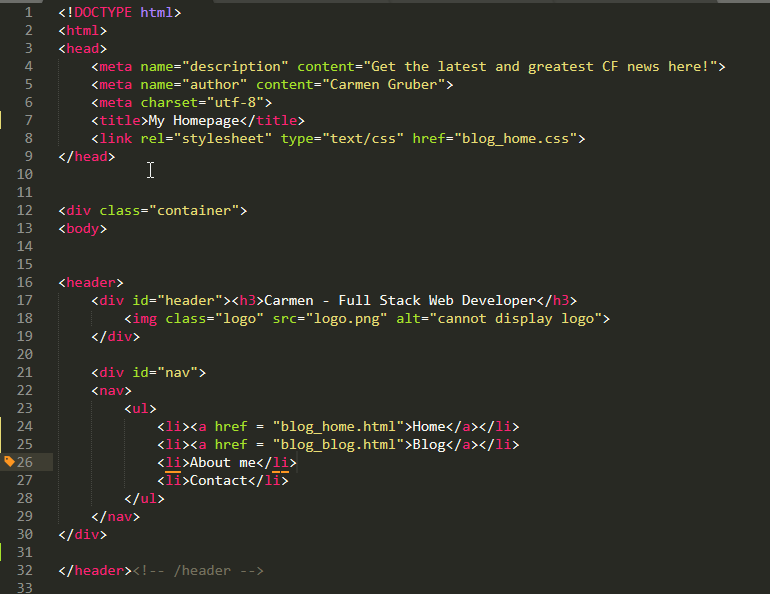 1 <!DOCTYPE html>
2 <html>
3 <head>
4     <meta name="description" content="Get the latest and greatest CF news here!">
5     <meta name="author" content="Carmen Gruber">
6     <meta charset="utf-8">
7     <title>My Homepage</title>
8     <link rel="stylesheet" type="text/css" href="blog_home.css">
9 </head>
10
11
12 <div class="container">
13 <body>
14
15
16 <header>
17     <div id="header"><h3>Carmen - Full Stack Web Developer</h3>
18         <img class="logo" src="logo.png" alt="cannot display logo">
19     </div>
20
21     <div id="nav">
22     <nav>
23         <ul>
24             <li><a href = "blog_home.html">Home</a></li>
25             <li><a href = "blog_blog.html">Blog</a></li>
26             <li>About me</li>
27             <li>Contact</li>
28         </ul>
29     </nav>
30 </div>
31
32 </header><!-- /header -->
33